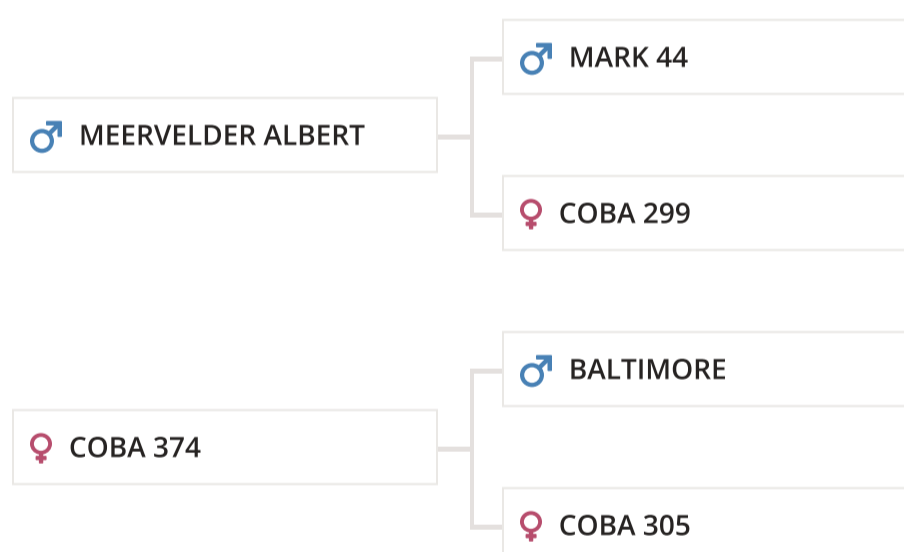 MARK 44
MEERVELDER ALBERT
COBA 299
BALTIMORE
COBA 374
COBA 305